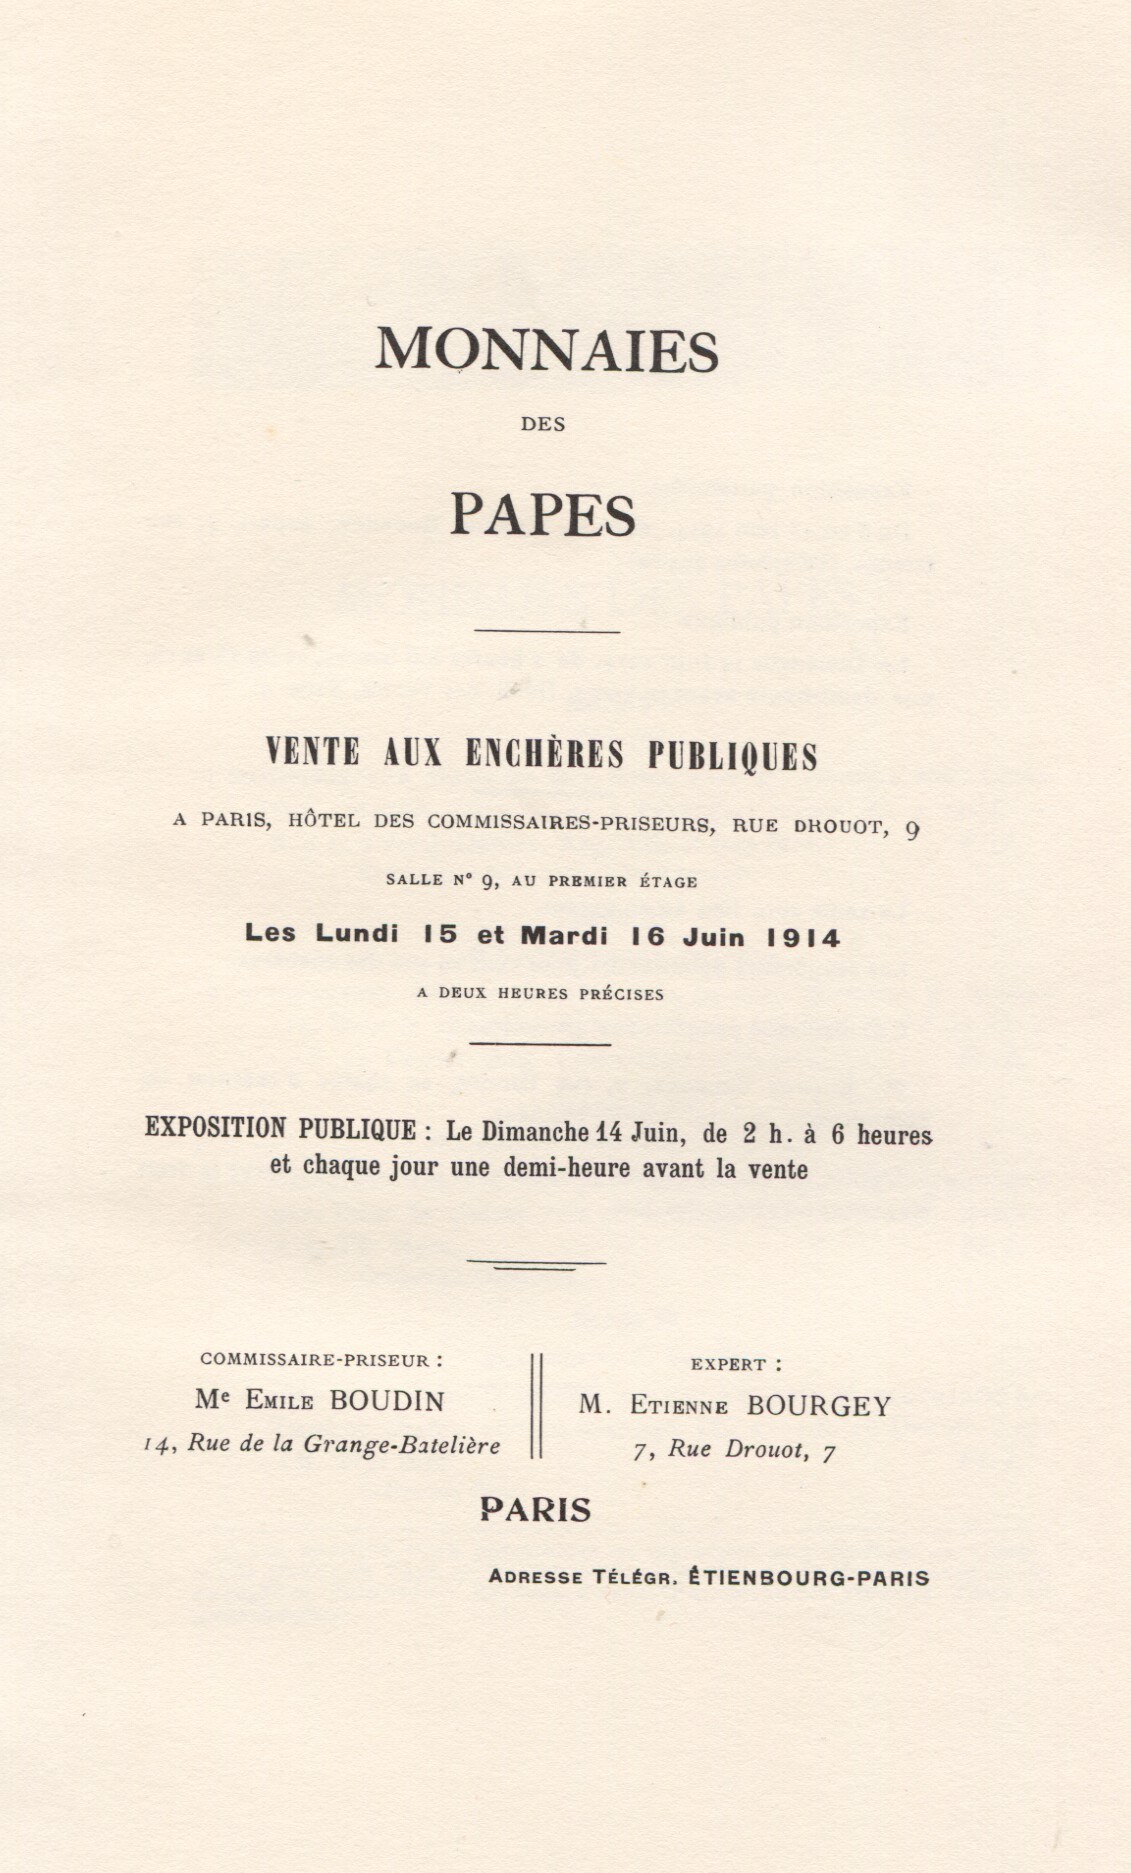 MONNAIES
DES
PAPES
VENTE AUX ENCHÈRES PUBLIQUES
A PARIS, HÔTEL DES COMMISSAIRES-PRISEURS, RUE DROUOT, 9
SALLE N° 9, AU PREMIER ÉTAGE
Les Lundi 15 et Mardi 16 Juin 1914
A DEUX HEURES PRÉCISES
EXPOSITION PUBLIQUE : Le Dimanche 14 Juin, de 2 h. à 6 heures
et chaque jour une demi-heure avant la vente
COMMISSAIRE-PRISEUR :
Me EMILE BOUDIN
14, Rue de la Grange-Batelière
EXPERT :
M. ETIENNE BOURGEY
7, Rue Drouot, 7
PARIS
ADRESSE TÉLÉGR. ÉTIENBOURG-PARIS